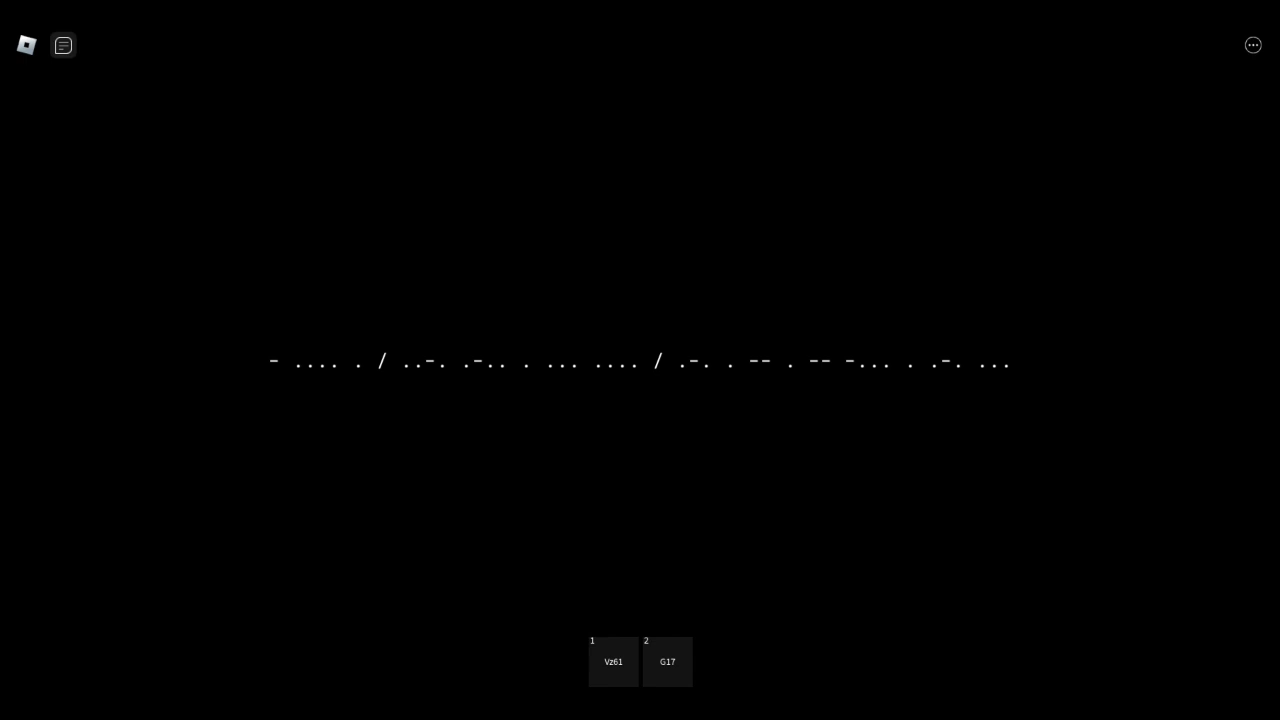 - .... . / ..-. .-.. . ... .... / .-. . -- . -- -... . .-. ...
1
Vz61
2
G17